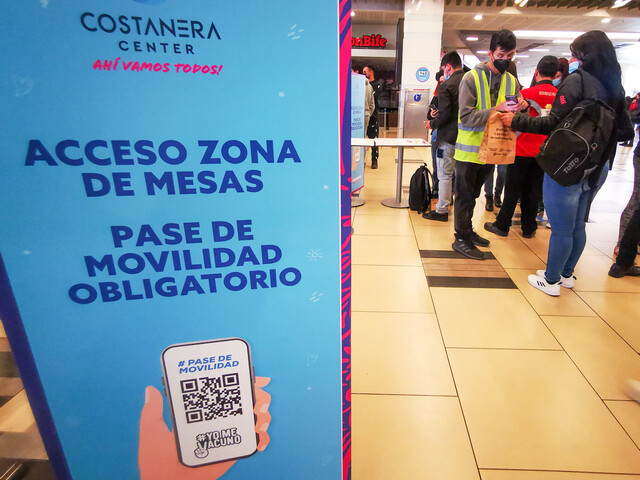 COSTANERA
CENTER
AHÍ VAMOS TODOS!
ACCESO ZONA
DE MESAS
PASE DE
MOVILIDAD
OBLIGATORIO
# PASE DE
MOVILIDAD
#YO ME
VACUNO
onBife